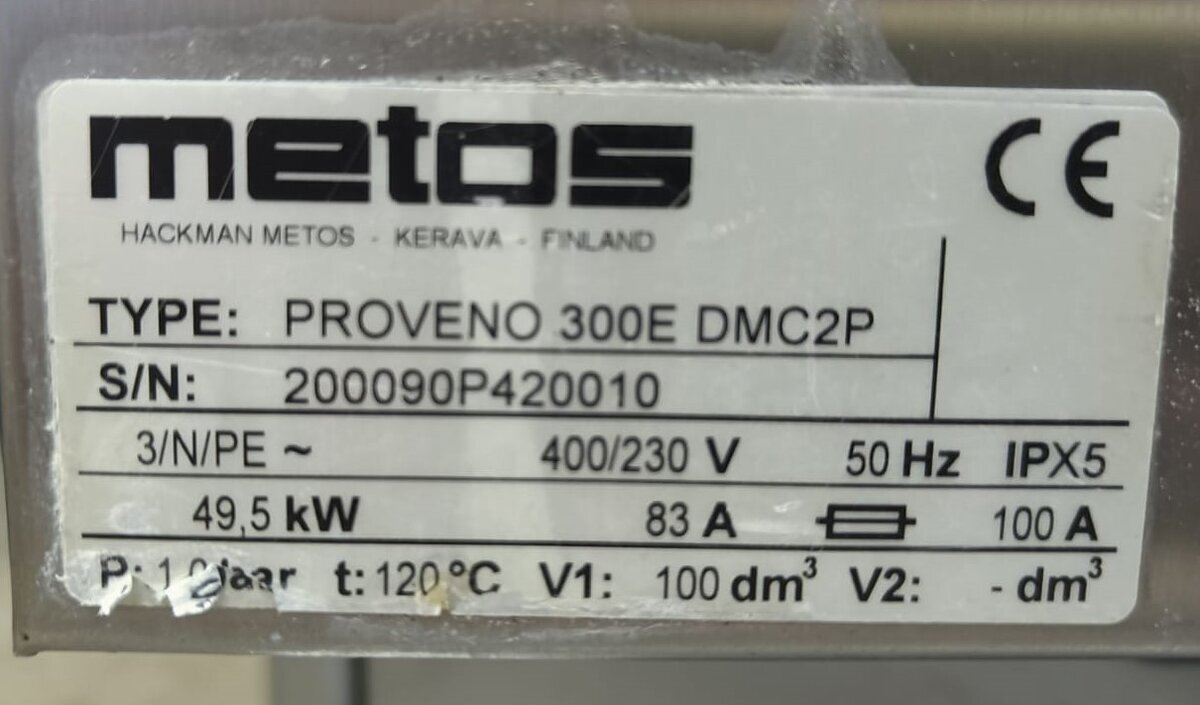 metos
CE
HACKMAN METOS - KERAVA - FINLAND
TYPE: PROVENO 300E DMC2P
S/N: 200090P420010
3/N/PE ~ 400/230 V 50 Hz IPX5
49,5 kW 83 A 100 A
P: t: 120 °C V1: 100 dm³ V2: - dm³